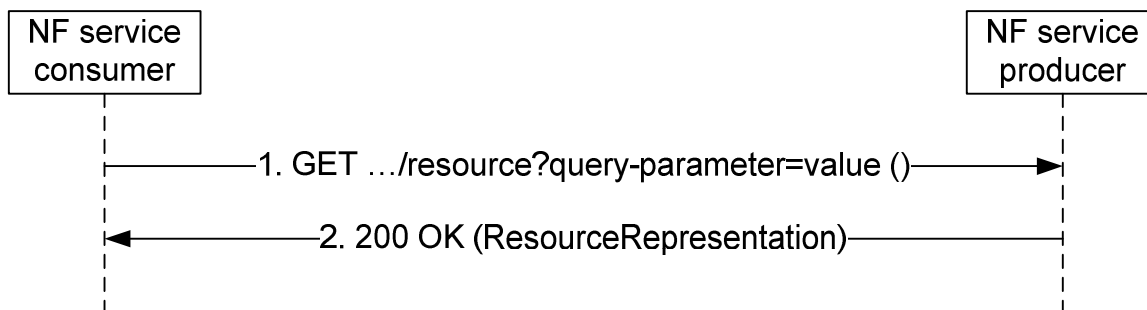 NF service
consumer
NF service
producer
1. GET …/resource?query-parameter=value ()
2. 200 OK (ResourceRepresentation)